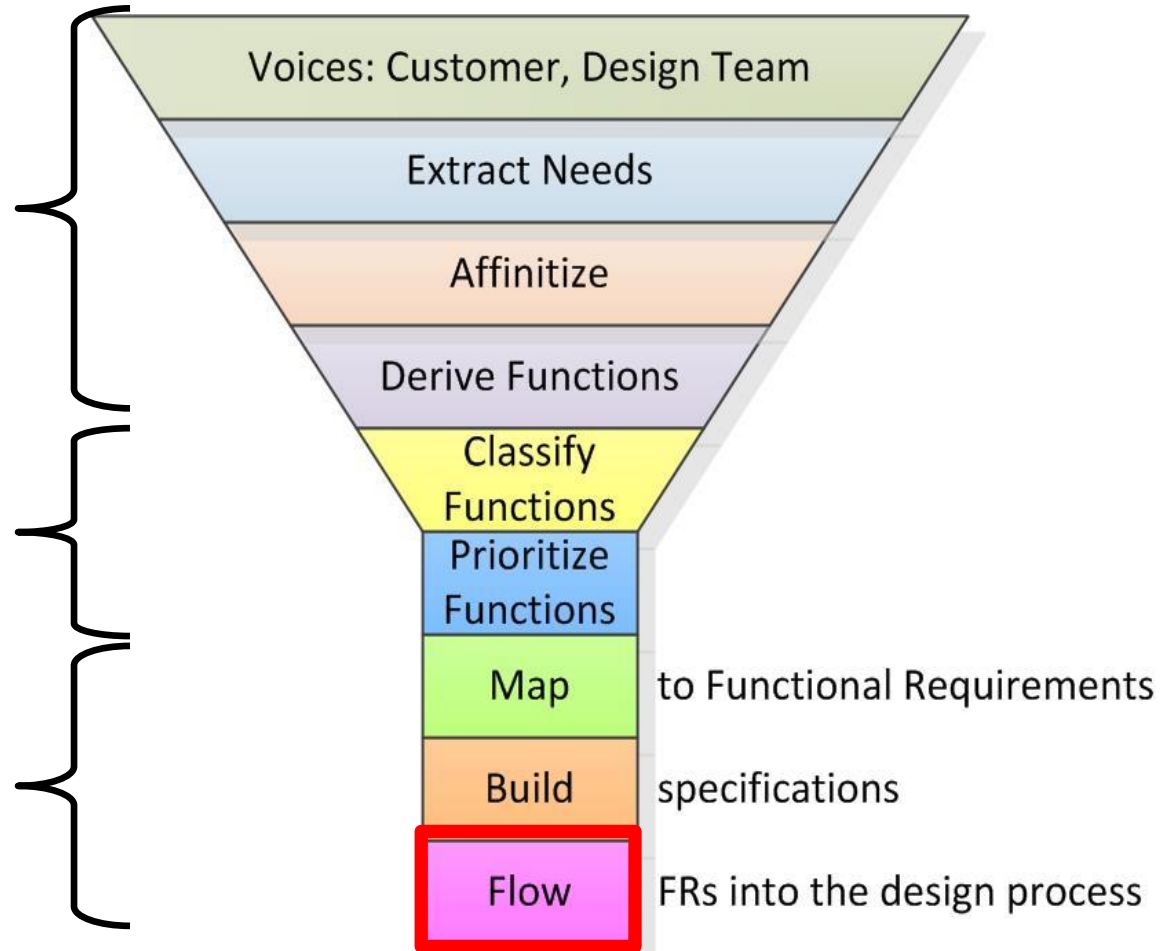 Voices: Customer, Design Team
Extract Needs
Affinitize
Derive Functions
Classify
Functions
Prioritize
Functions
Map to Functional Requirements
Build specifications
Flow FRs into the design process